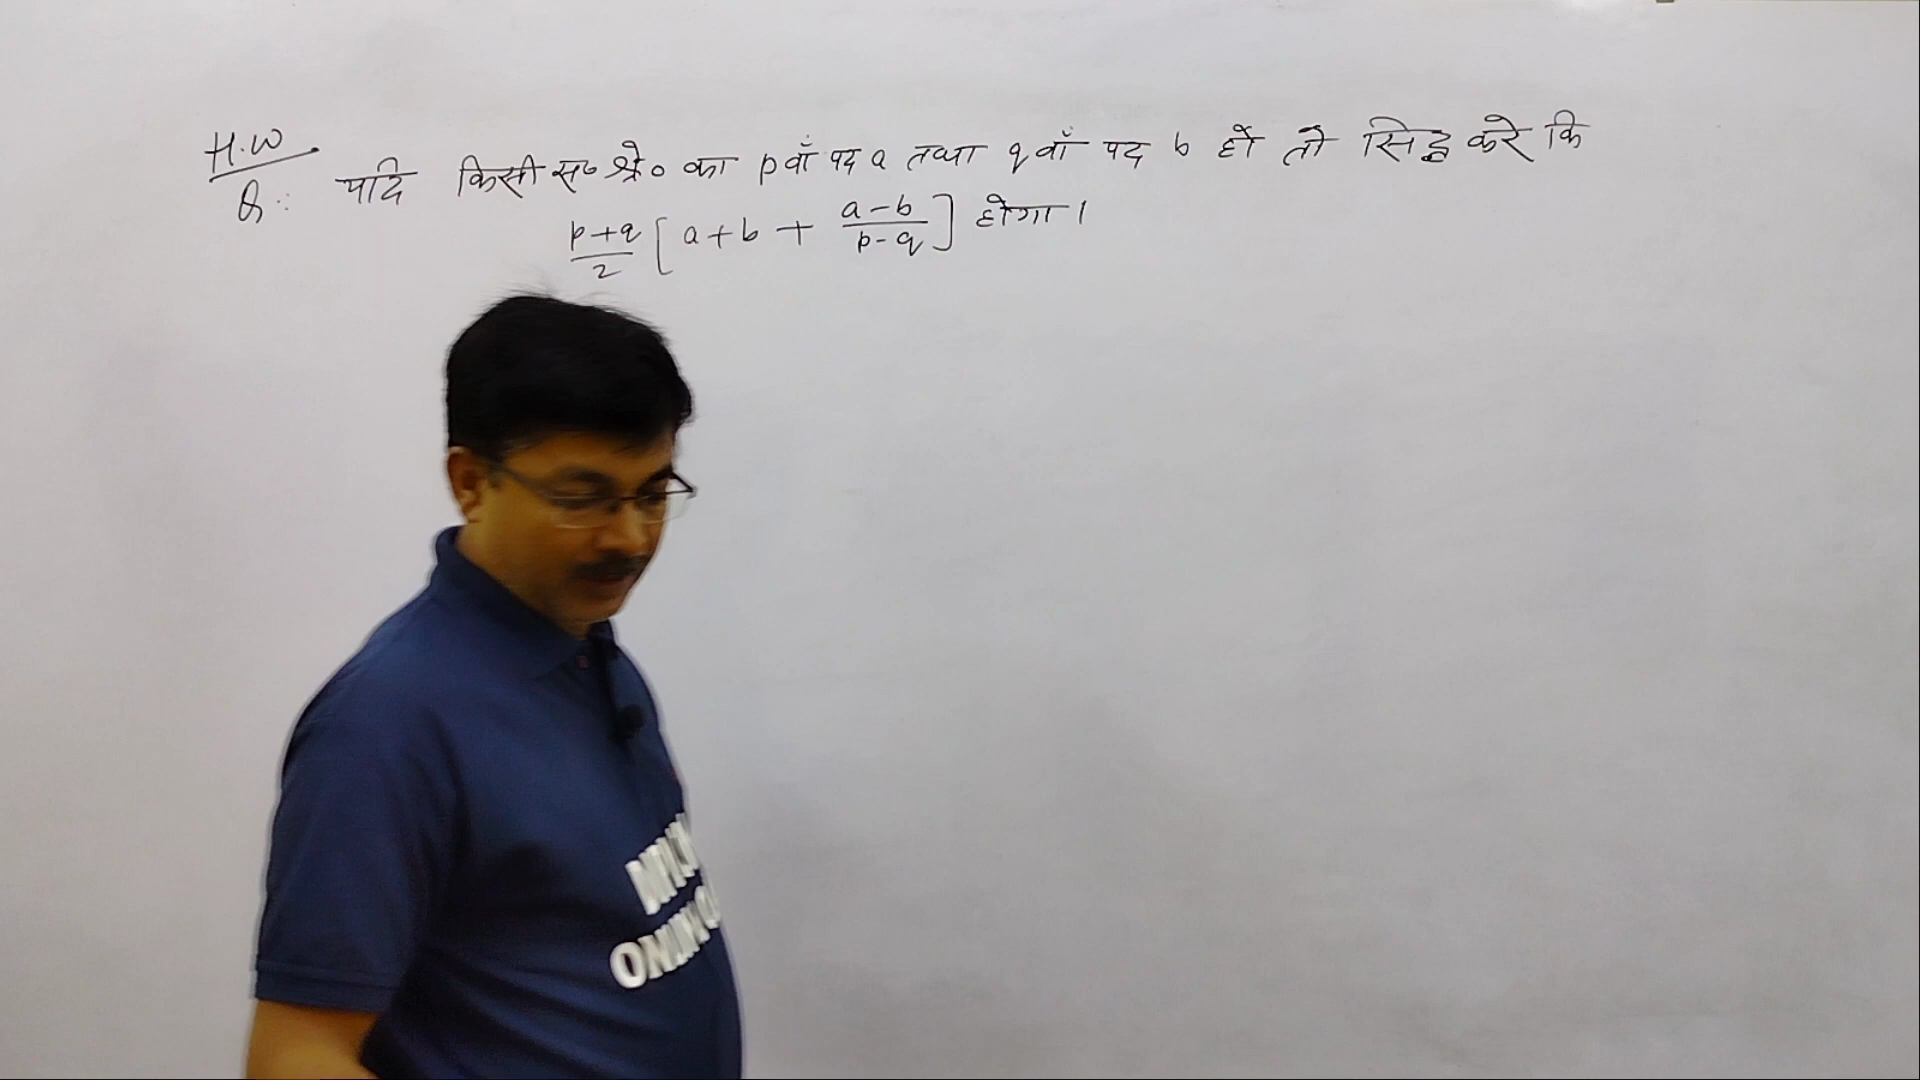 H.W
Q: यदि किसी स० श्रे० का p वाँ पद a तथा q वाँ पद b हो तो सिद्ध करे कि
p+q/2 [a+b + a-b/p-q] होगा।